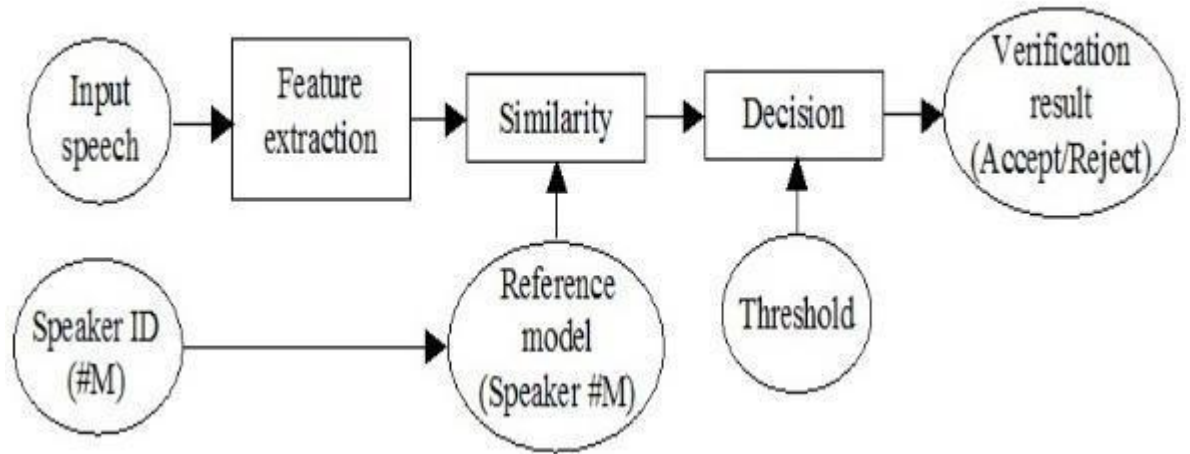 Input
speech
Feature
extraction
Similarity
Decision
Verification
result
(Accept/Reject)
Speaker ID
(#M)
Reference
model
(Speaker #M)
Threshold